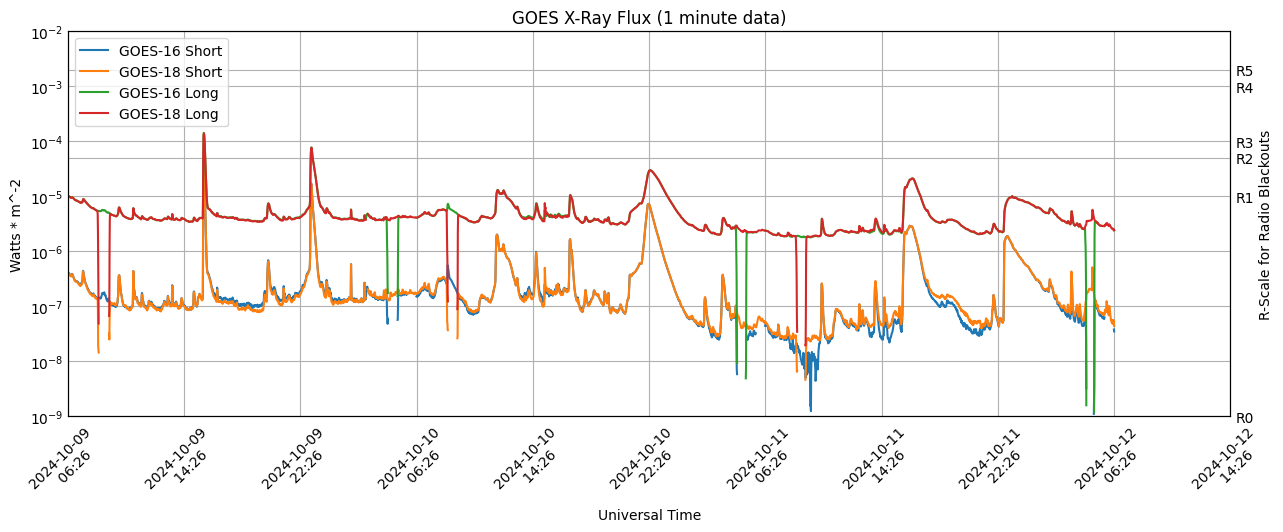 GOES X-Ray Flux (1 minute data)
GOES-16 Short
GOES-18 Short
GOES-16 Long
GOES-18 Long
Watts * m^-2
10⁻²
10⁻³
10⁻⁴
10⁻⁵
10⁻⁶
10⁻⁷
10⁻⁸
10⁻⁹
R5
R4
R3
R2
R1
R0
R-Scale for Radio Blackouts
2024-10-09
06:26
2024-10-09
14:26
2024-10-09
22:26
2024-10-10
06:26
2024-10-10
14:26
2024-10-10
22:26
2024-10-11
06:26
2024-10-11
14:26
2024-10-11
22:26
2024-10-12
06:26
2024-10-12
14:26
Universal Time